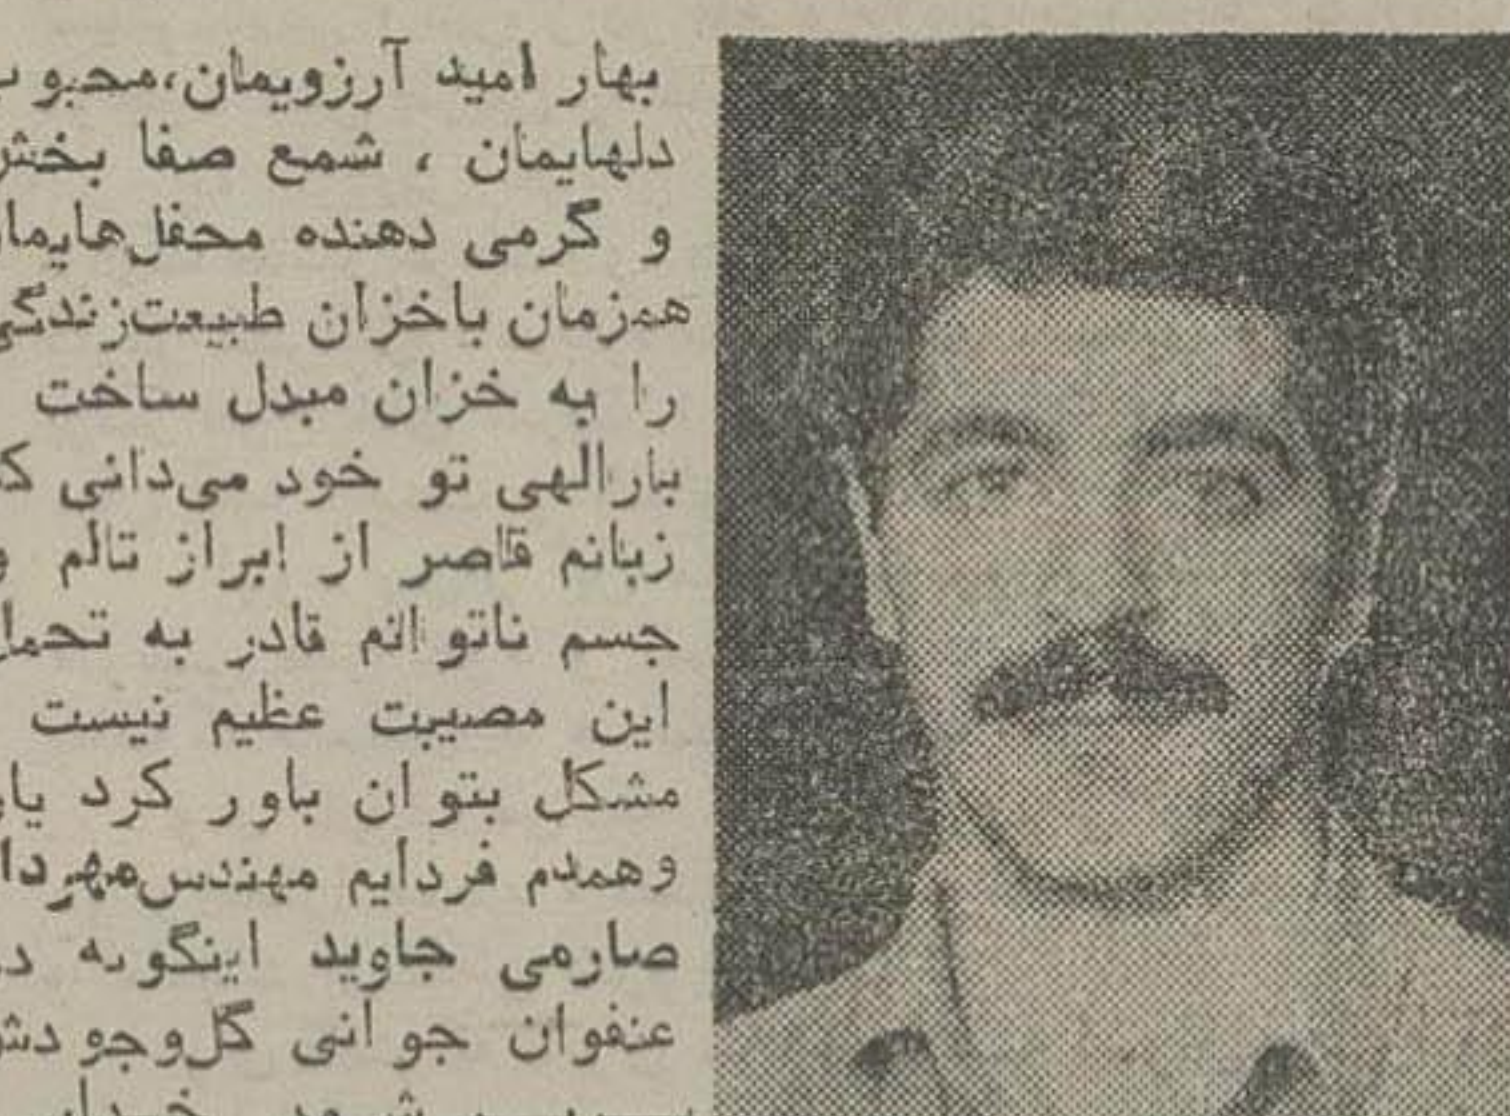 بهار امید آرزویمان، محبوب
دلهایمان ، شمع صفا بخش
و گرمی دهنده محفل‌هایمان
همزمان باخزان طبیعت‌زندگی
را به خزان مبدل ساخت
بارالهی تو خود می‌دانی که
زبانم قاصر از ابراز تالم و
جسم ناتوانم قادر به تحمل
این مصیبت عظیم نیست
مشکل بتوان باور کرد یار
وهمدم فردایم مهندس‌مهرداد
صارمی جاوید اینگونه در
عنفوان جوانی گل‌وجودش